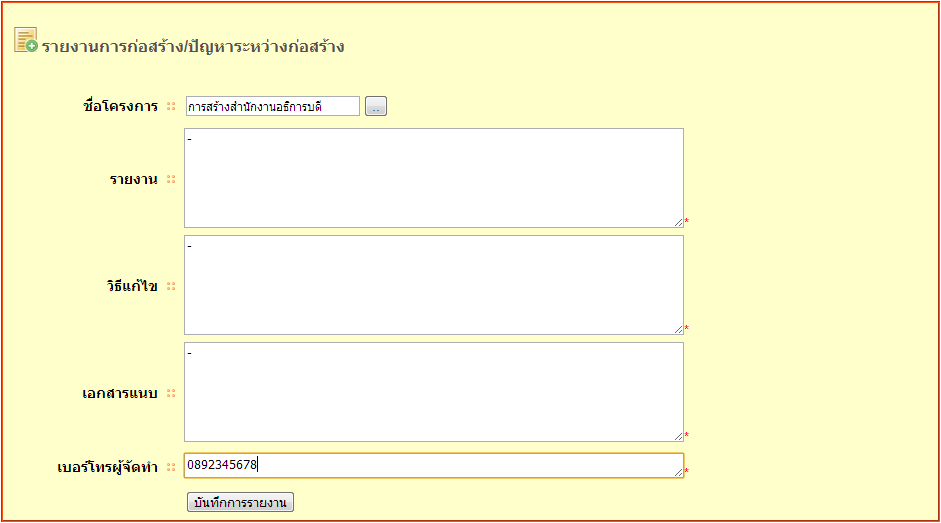 รายงานการก่อสร้าง/ปัญหาระหว่างก่อสร้าง
ชื่อโครงการ :: การสร้างสำนักงานอธิการบดี ...
-
รายงาน ::
*
-
วิธีแก้ไข ::
*
-
เอกสารแนบ ::
*
เบอร์โทรผู้จัดทำ :: 0892345678 *
บันทึกการรายงาน